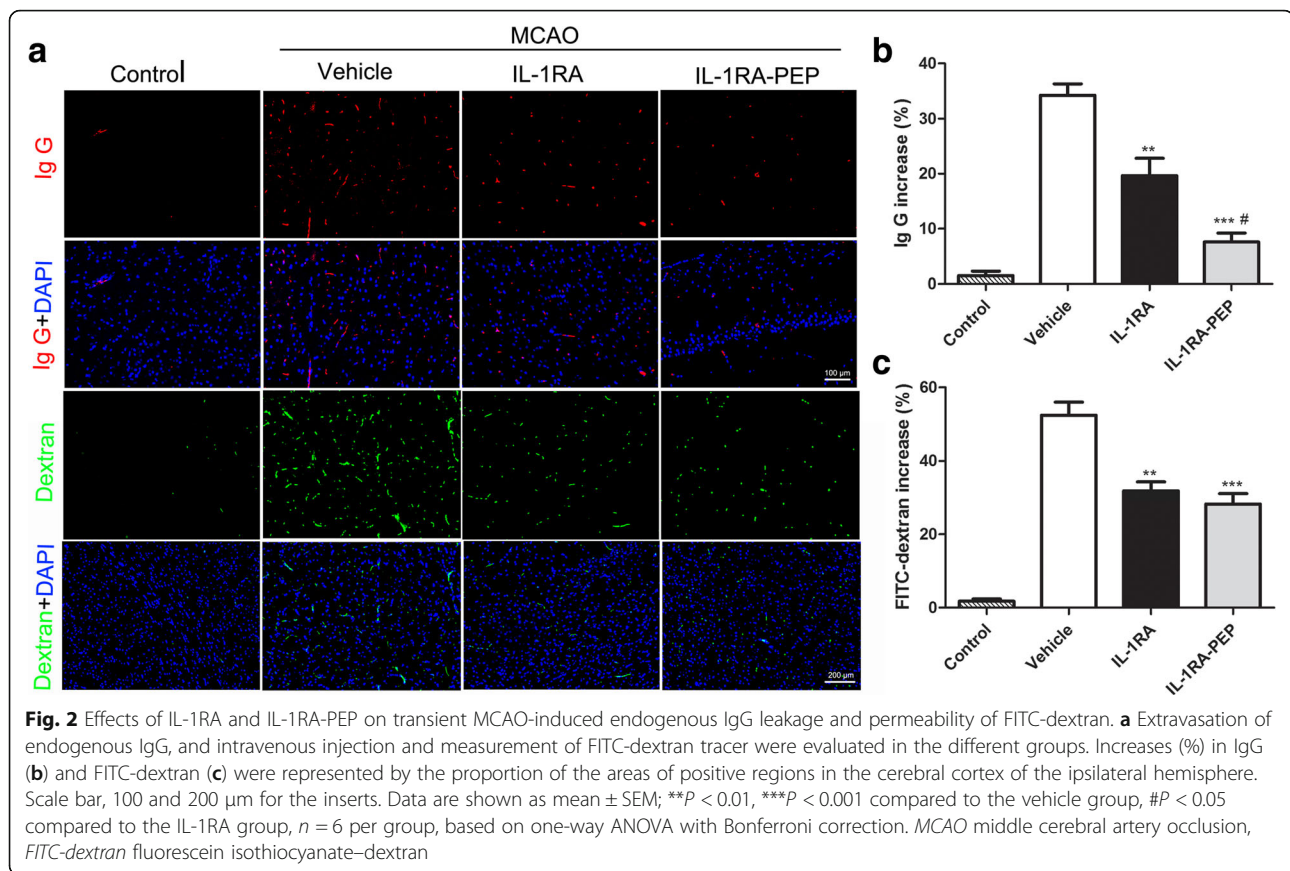 a
MCAO
Control
Vehicle
IL-1RA
IL-1RA-PEP
Ig G
Ig G+DAPI
100 µm
Dextran
Dextran+DAPI
200 µm
b
Ig G increase (%)
40
30
20
10
0
**
*** #
Control
Vehicle
IL-1RA
IL-1RA-PEP
c
FITC-dextran increase (%)
60
40
20
0
**
***
Control
Vehicle
IL-1RA
IL-1RA-PEP
Fig. 2 Effects of IL-1RA and IL-1RA-PEP on transient MCAO-induced endogenous IgG leakage and permeability of FITC-dextran. a Extravasation of
endogenous IgG, and intravenous injection and measurement of FITC-dextran tracer were evaluated in the different groups. Increases (%) in IgG
(b) and FITC-dextran (c) were represented by the proportion of the areas of positive regions in the cerebral cortex of the ipsilateral hemisphere.
Scale bar, 100 and 200 µm for the inserts. Data are shown as mean ± SEM; **P < 0.01, ***P < 0.001 compared to the vehicle group, #P < 0.05
compared to the IL-1RA group, n = 6 per group, based on one-way ANOVA with Bonferroni correction. MCAO middle cerebral artery occlusion,
FITC-dextran fluorescein isothiocyanate–dextran